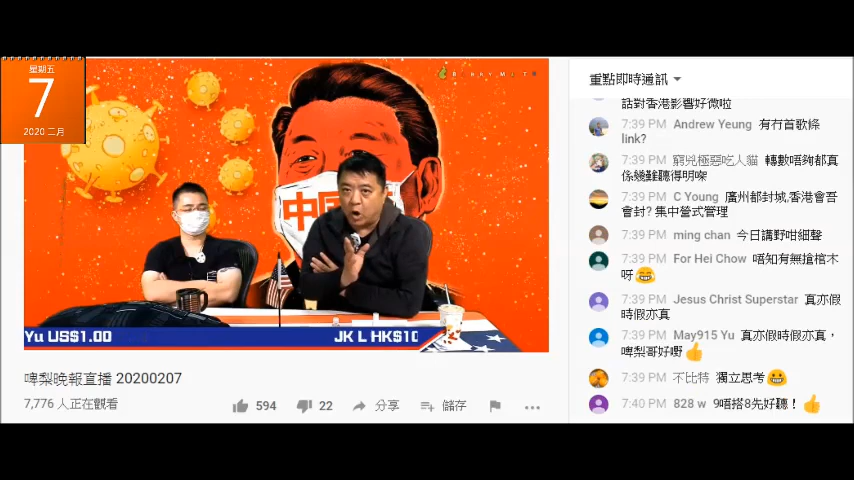 星期五
7
2020 二月
中国
Yu US$1.00
JK L HK$10
啤梨晚報直播 20200207
7,776 人正在觀看
594
22
分享
儲存
重點即時通訊
話對香港影響好微啦
7:39 PM Andrew Yeung 有冇首歌條
link?
7:39 PM 窮兇極惡吃人貓 轉數唔夠都真
係幾難聽得明㗎
7:39 PM C Young 廣州都封城,香港會吾
會封? 集中營式管理
7:39 PM ming chan 今日講野咁細聲
7:39 PM For Hei Chow 唔知有無搶棺木
呀😂
7:39 PM Jesus Christ Superstar 真亦假
時假亦真
7:39 PM May915 Yu 真亦假時假亦真，
啤梨哥好嘢👍
7:39 PM 不比特 獨立思考😬
7:40 PM 828 w 9唔搭8先好聽！👍